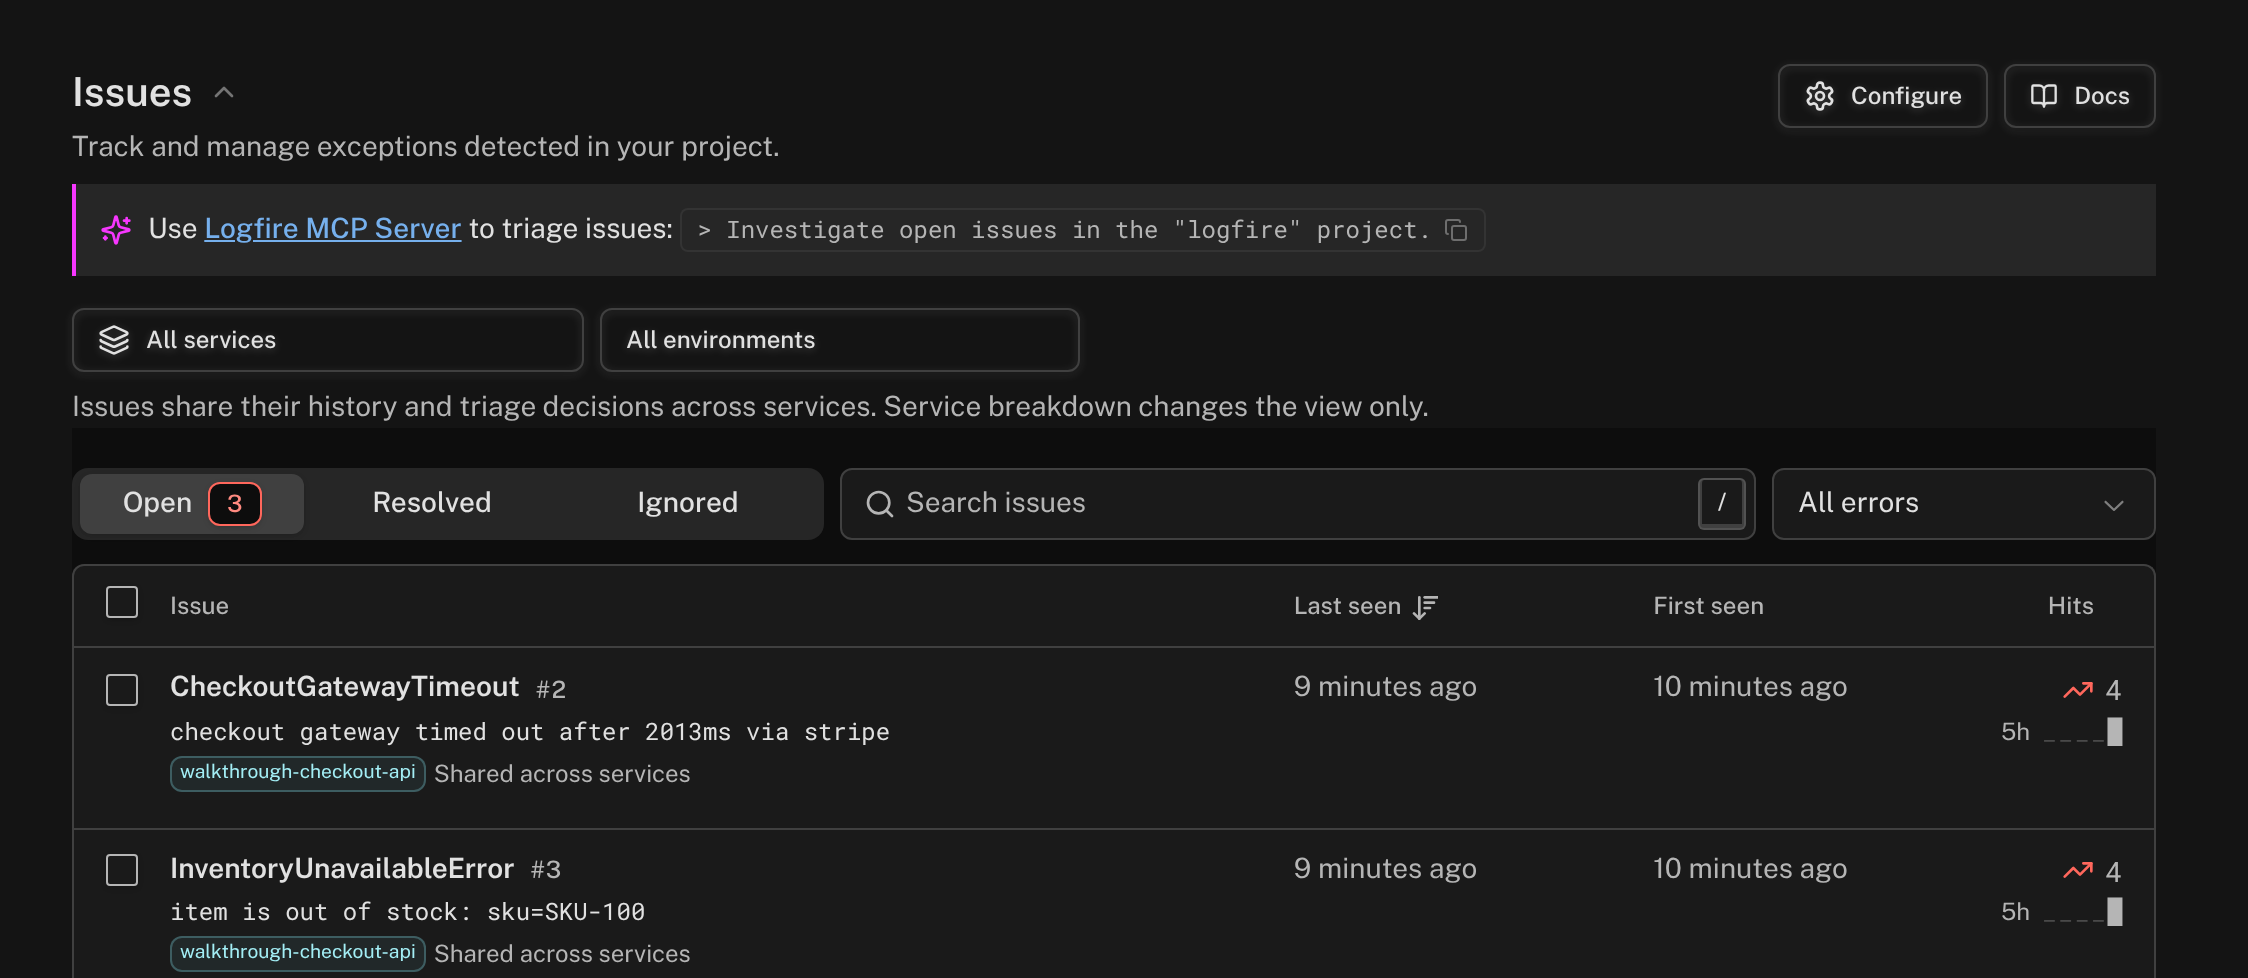 Issues
Configure
Docs
Track and manage exceptions detected in your project.
Use Logfire MCP Server to triage issues: > Investigate open issues in the "logfire" project.
All services
All environments
Issues share their history and triage decisions across services. Service breakdown changes the view only.
Open 3
Resolved
Ignored
Search issues /
All errors
Issue
Last seen
First seen
Hits
CheckoutGatewayTimeout #2
9 minutes ago
10 minutes ago
4
checkout gateway timed out after 2013ms via stripe
5h
walkthrough-checkout-api Shared across services
InventoryUnavailableError #3
9 minutes ago
10 minutes ago
4
item is out of stock: sku=SKU-100
5h
walkthrough-checkout-api Shared across services